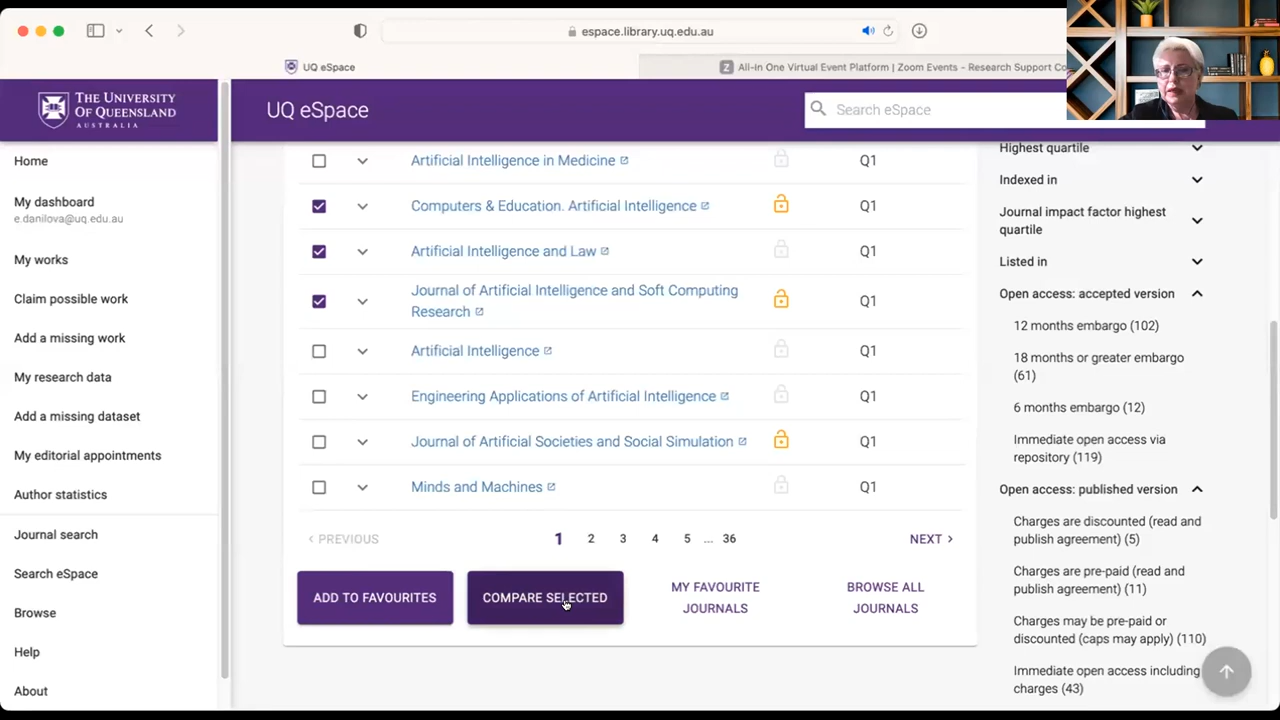 espace.library.uq.edu.au
UQ eSpace
All-In One Virtual Event Platform | Zoom Events - Research Support Co
THE UNIVERSITY
OF QUEENSLAND
AUSTRALIA
UQ eSpace
Search eSpace
Home
My dashboard
e.danilova@uq.edu.au
My works
Claim possible work
Add a missing work
My research data
Add a missing dataset
My editorial appointments
Author statistics
Journal search
Search eSpace
Browse
Help
About
Artificial Intelligence in Medicine Q1
Computers & Education. Artificial Intelligence Q1
Artificial Intelligence and Law Q1
Journal of Artificial Intelligence and Soft Computing
Research Q1
Artificial Intelligence Q1
Engineering Applications of Artificial Intelligence Q1
Journal of Artificial Societies and Social Simulation Q1
Minds and Machines Q1
< PREVIOUS 1 2 3 4 5 ... 36 NEXT >
ADD TO FAVOURITES
COMPARE SELECTED
MY FAVOURITE
JOURNALS
BROWSE ALL
JOURNALS
Highest quartile
Indexed in
Journal impact factor highest
quartile
Listed in
Open access: accepted version
12 months embargo (102)
18 months or greater embargo
(61)
6 months embargo (12)
Immediate open access via
repository (119)
Open access: published version
Charges are discounted (read and
publish agreement) (5)
Charges are pre-paid (read and
publish agreement) (11)
Charges may be pre-paid or
discounted (caps may apply) (110)
Immediate open access including
charges (43)